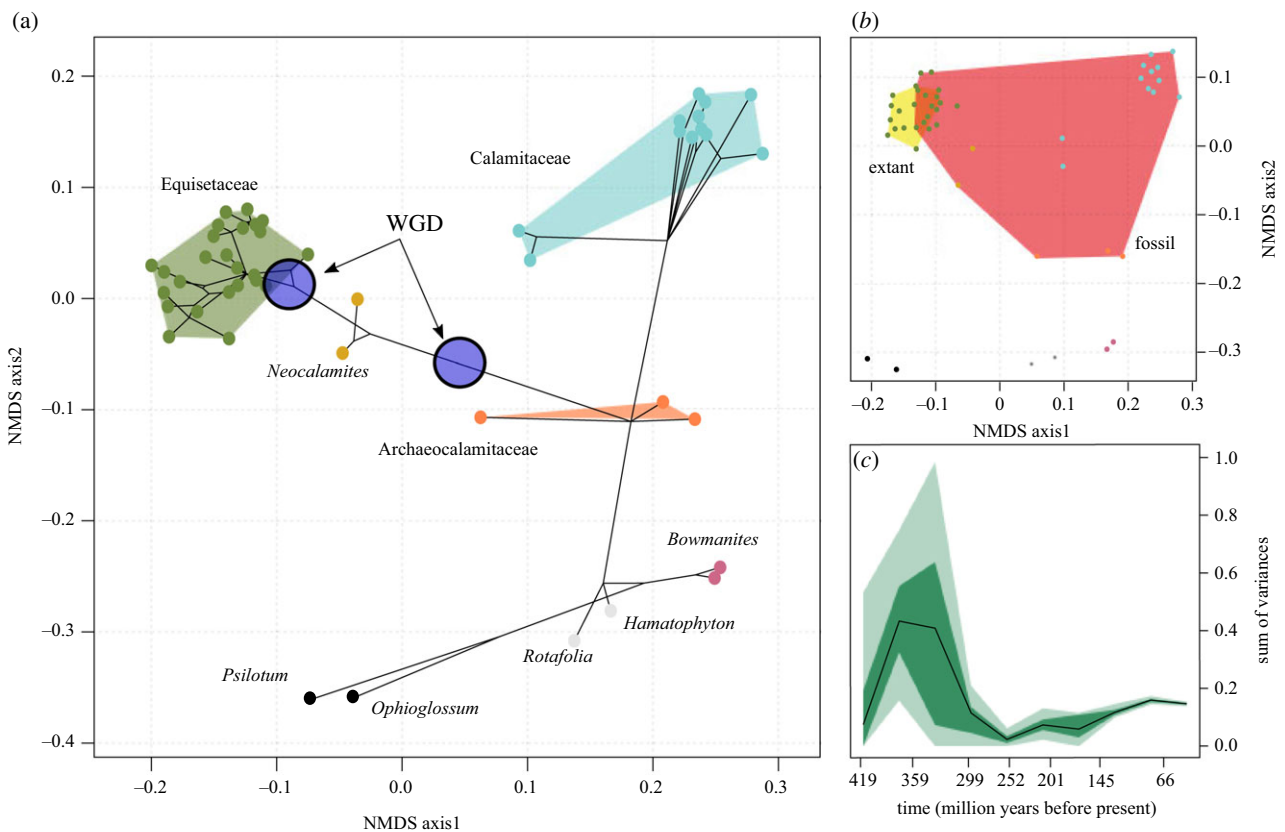 (a)
0.2
0.1
0.0
–0.1
–0.2
–0.3
–0.4
NMDS axis2
Equisetaceae
WGD
Calamitaceae
Neocalamites
Archaeocalamitaceae
Bowmanites
Hamatophyton
Rotafolia
Psilotum
Ophioglossum
–0.2
–0.1
0.0
0.1
0.2
0.3
NMDS axis1
(b)
extant
fossil
0.1
0.0
–0.1
–0.2
–0.3
NMDS axis2
–0.2
–0.1
0
0.1
0.2
0.3
NMDS axis1
(c)
1.0
0.8
0.6
0.4
0.2
0.0
sum of variances
419
359
299
252
201
145
66
time (million years before present)